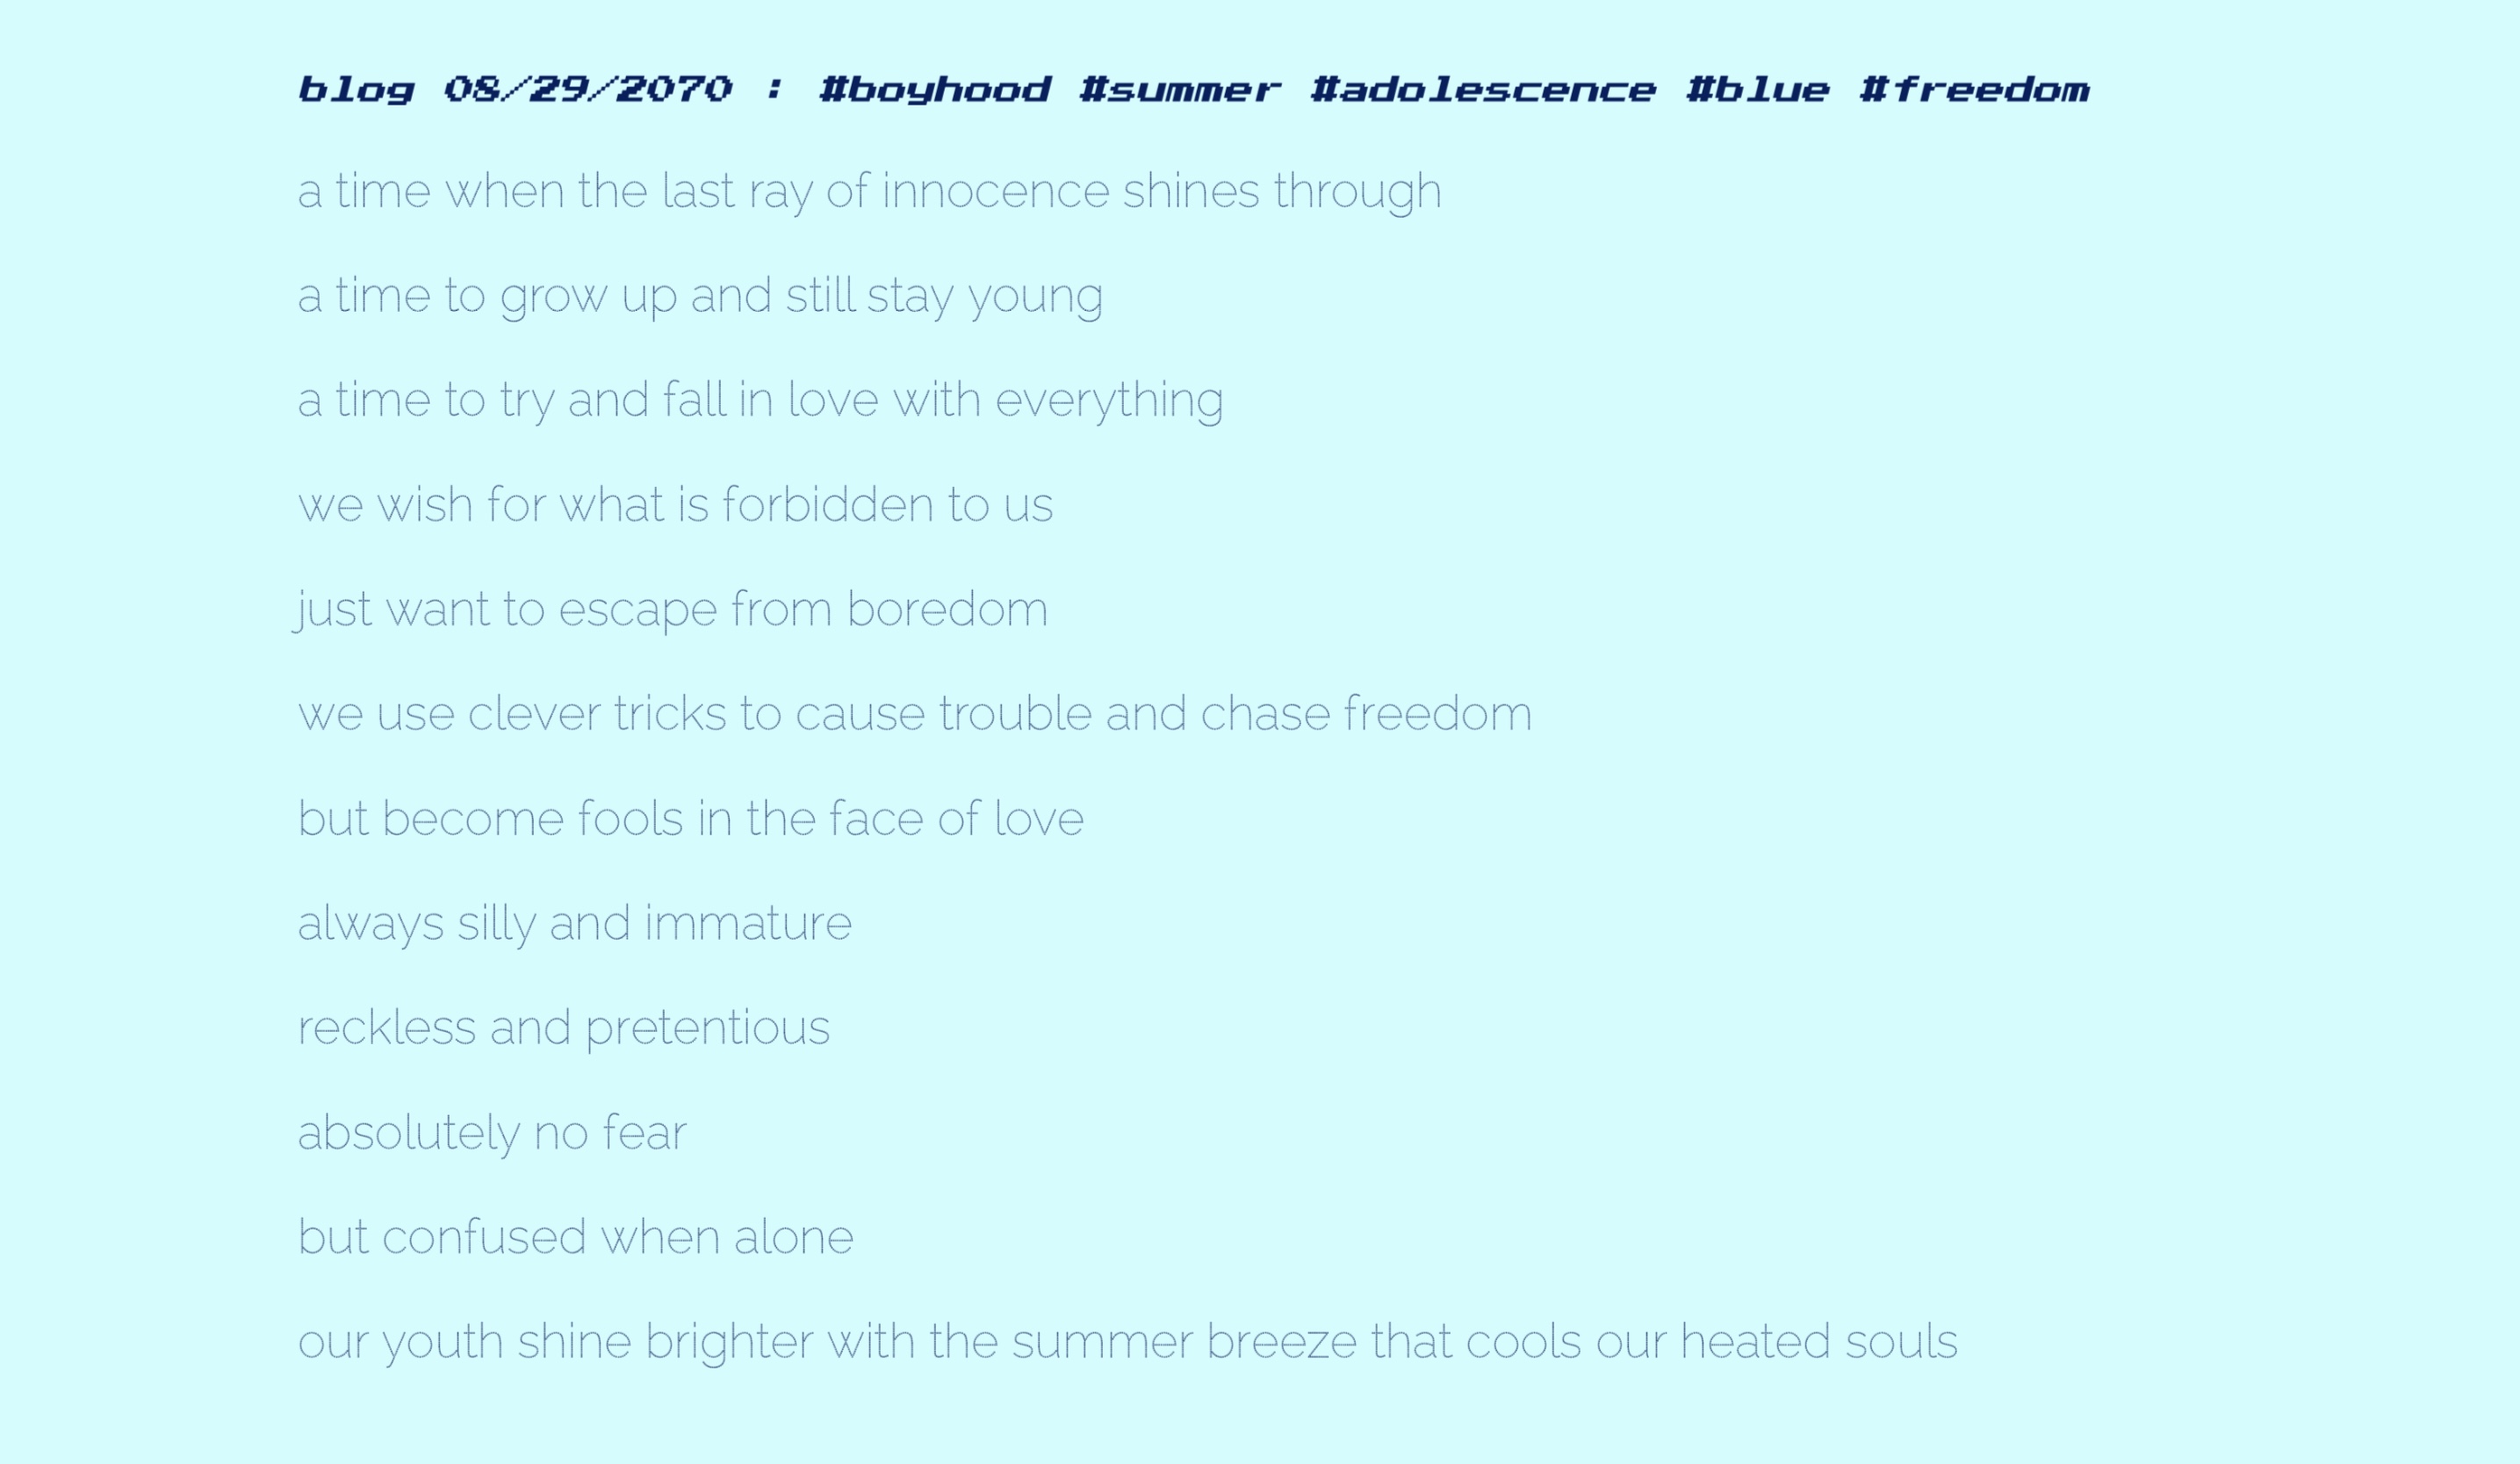 blog 08/29/2070 : #boyhood #summer #adolescence #blue #freedom
a time when the last ray of innocence shines through
a time to grow up and still stay young
a time to try and fall in love with everything
we wish for what is forbidden to us
just want to escape from boredom
we use clever tricks to cause trouble and chase freedom
but become fools in the face of love
always silly and immature
reckless and pretentious
absolutely no fear
but confused when alone
our youth shine brighter with the summer breeze that cools our heated souls